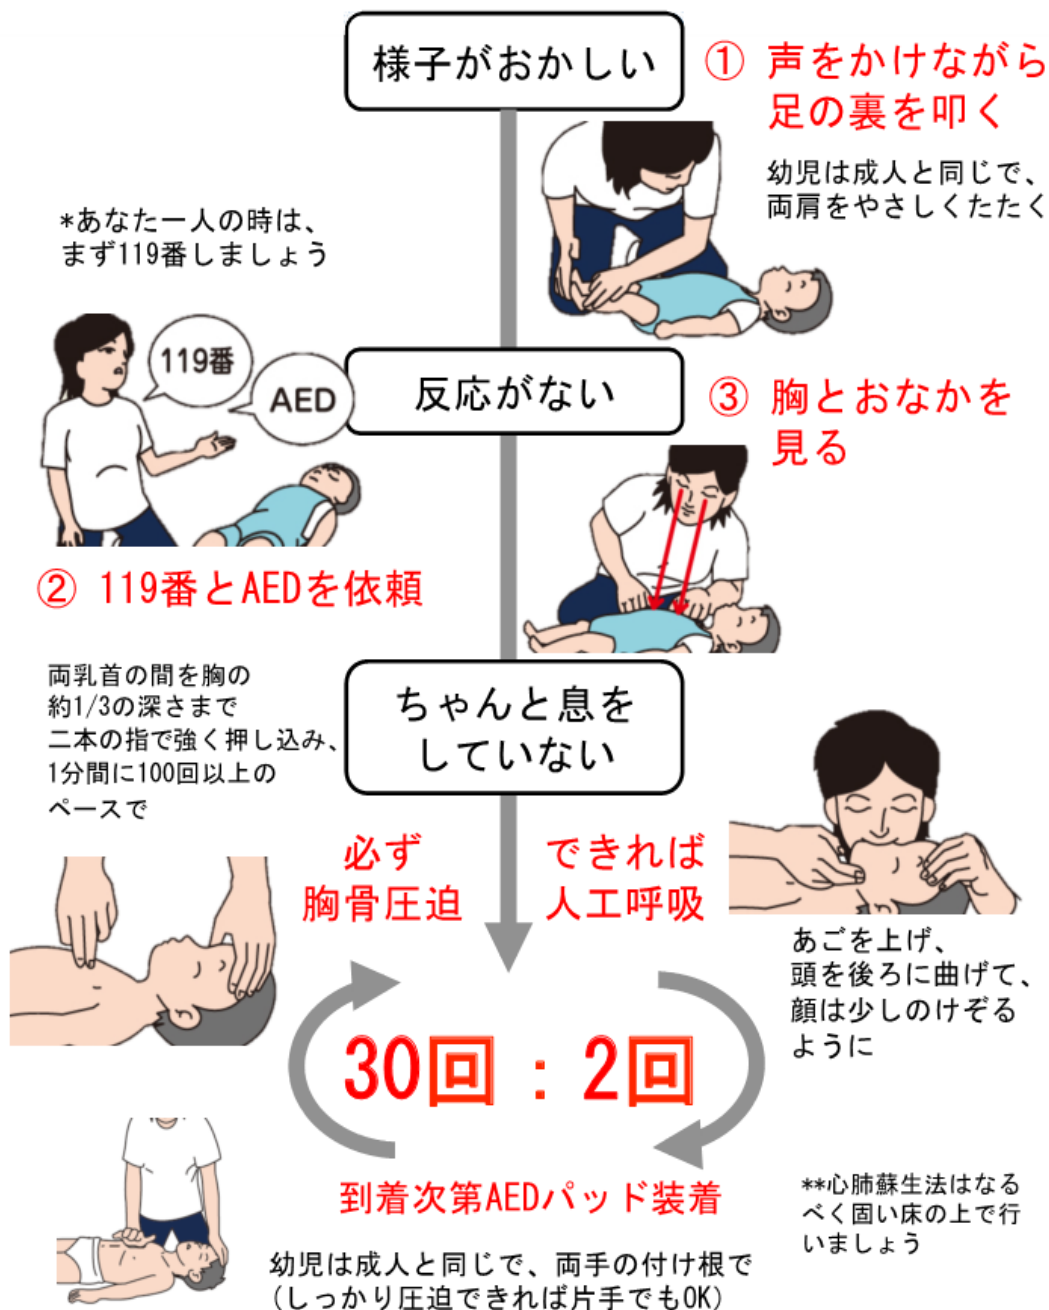 様子がおかしい
① 声をかけながら
足の裏を叩く
幼児は成人と同じで、
両肩をやさしくたたく
*あなた一人の時は、
まず119番しましょう
119番
AED
反応がない
② 119番とAEDを依頼
③ 胸とおなかを
見る
ちゃんと息を
していない
両乳首の間を胸の
約1/3の深さまで
二本の指で強く押し込み、
1分間に100回以上の
ペースで
必ず
胸骨圧迫
できれば
人工呼吸
あごを上げ、
頭を後ろに曲げて、
顔は少しのけぞる
ように
30回：2回
到着次第AEDパッド装着
幼児は成人と同じで、両手の付け根で
(しっかり圧迫できれば片手でもOK)
**心肺蘇生法はなる
べく固い床の上で行
いましょう